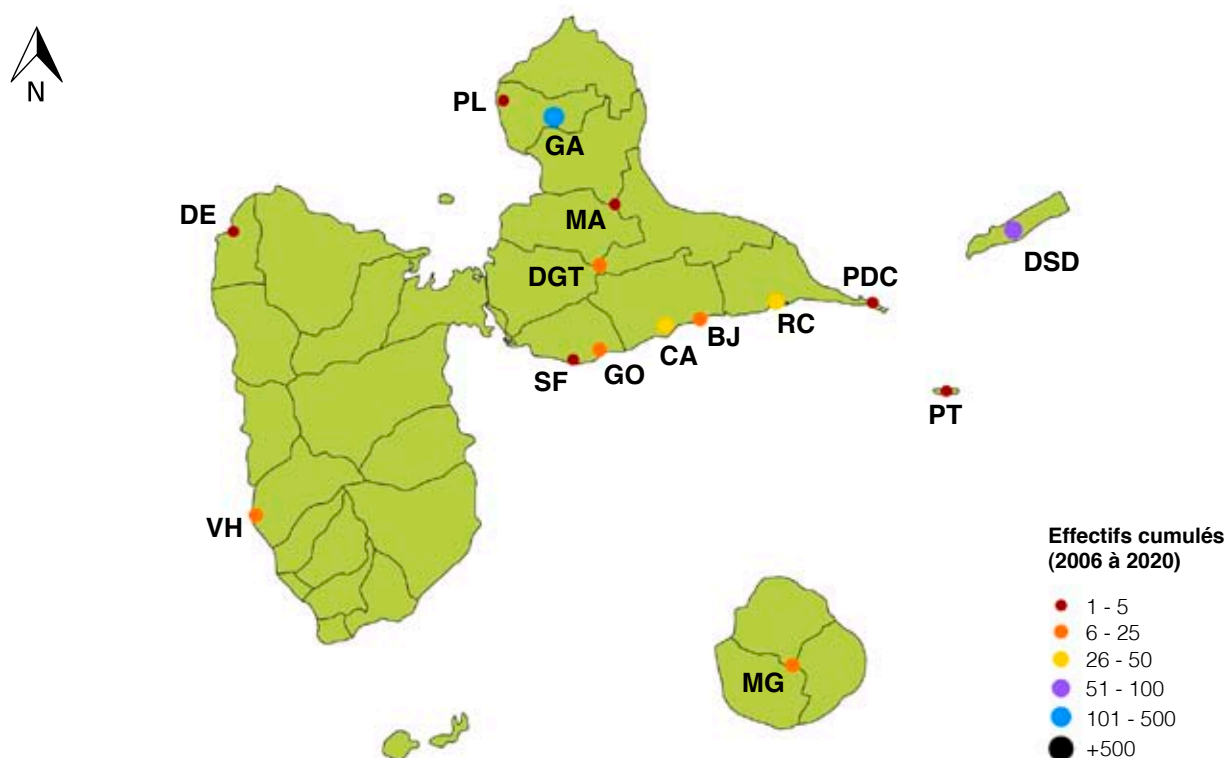 N
PL
GA
DE
MA
DGT
DSD
PDC
RC
BJ
CA
GO
SF
PT
VH
MG
Effectifs cumulés
(2006 à 2020)
1 - 5
6 - 25
26 - 50
51 - 100
101 - 500
+500